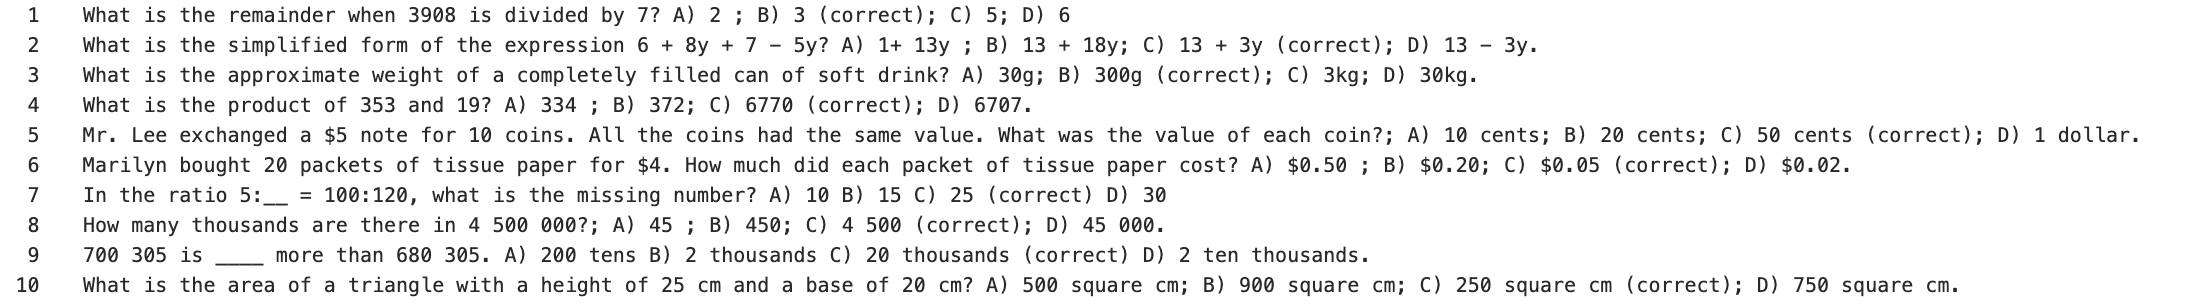 1 What is the remainder when 3908 is divided by 7? A) 2 ; B) 3 (correct); C) 5; D) 6
2 What is the simplified form of the expression 6 + 8y + 7 − 5y? A) 1+ 13y ; B) 13 + 18y; C) 13 + 3y (correct); D) 13 − 3y.
3 What is the approximate weight of a completely filled can of soft drink? A) 30g; B) 300g (correct); C) 3kg; D) 30kg.
4 What is the product of 353 and 19? A) 334 ; B) 372; C) 6770 (correct); D) 6707.
5 Mr. Lee exchanged a $5 note for 10 coins. All the coins had the same value. What was the value of each coin?; A) 10 cents; B) 20 cents; C) 50 cents (correct); D) 1 dollar.
6 Marilyn bought 20 packets of tissue paper for $4. How much did each packet of tissue paper cost? A) $0.50 ; B) $0.20; C) $0.05 (correct); D) $0.02.
7 In the ratio 5:__ = 100:120, what is the missing number? A) 10 B) 15 C) 25 (correct) D) 30
8 How many thousands are there in 4 500 000?; A) 45 ; B) 450; C) 4 500 (correct); D) 45 000.
9 700 305 is ____ more than 680 305. A) 200 tens B) 2 thousands C) 20 thousands (correct) D) 2 ten thousands.
10 What is the area of a triangle with a height of 25 cm and a base of 20 cm? A) 500 square cm; B) 900 square cm; C) 250 square cm (correct); D) 750 square cm.